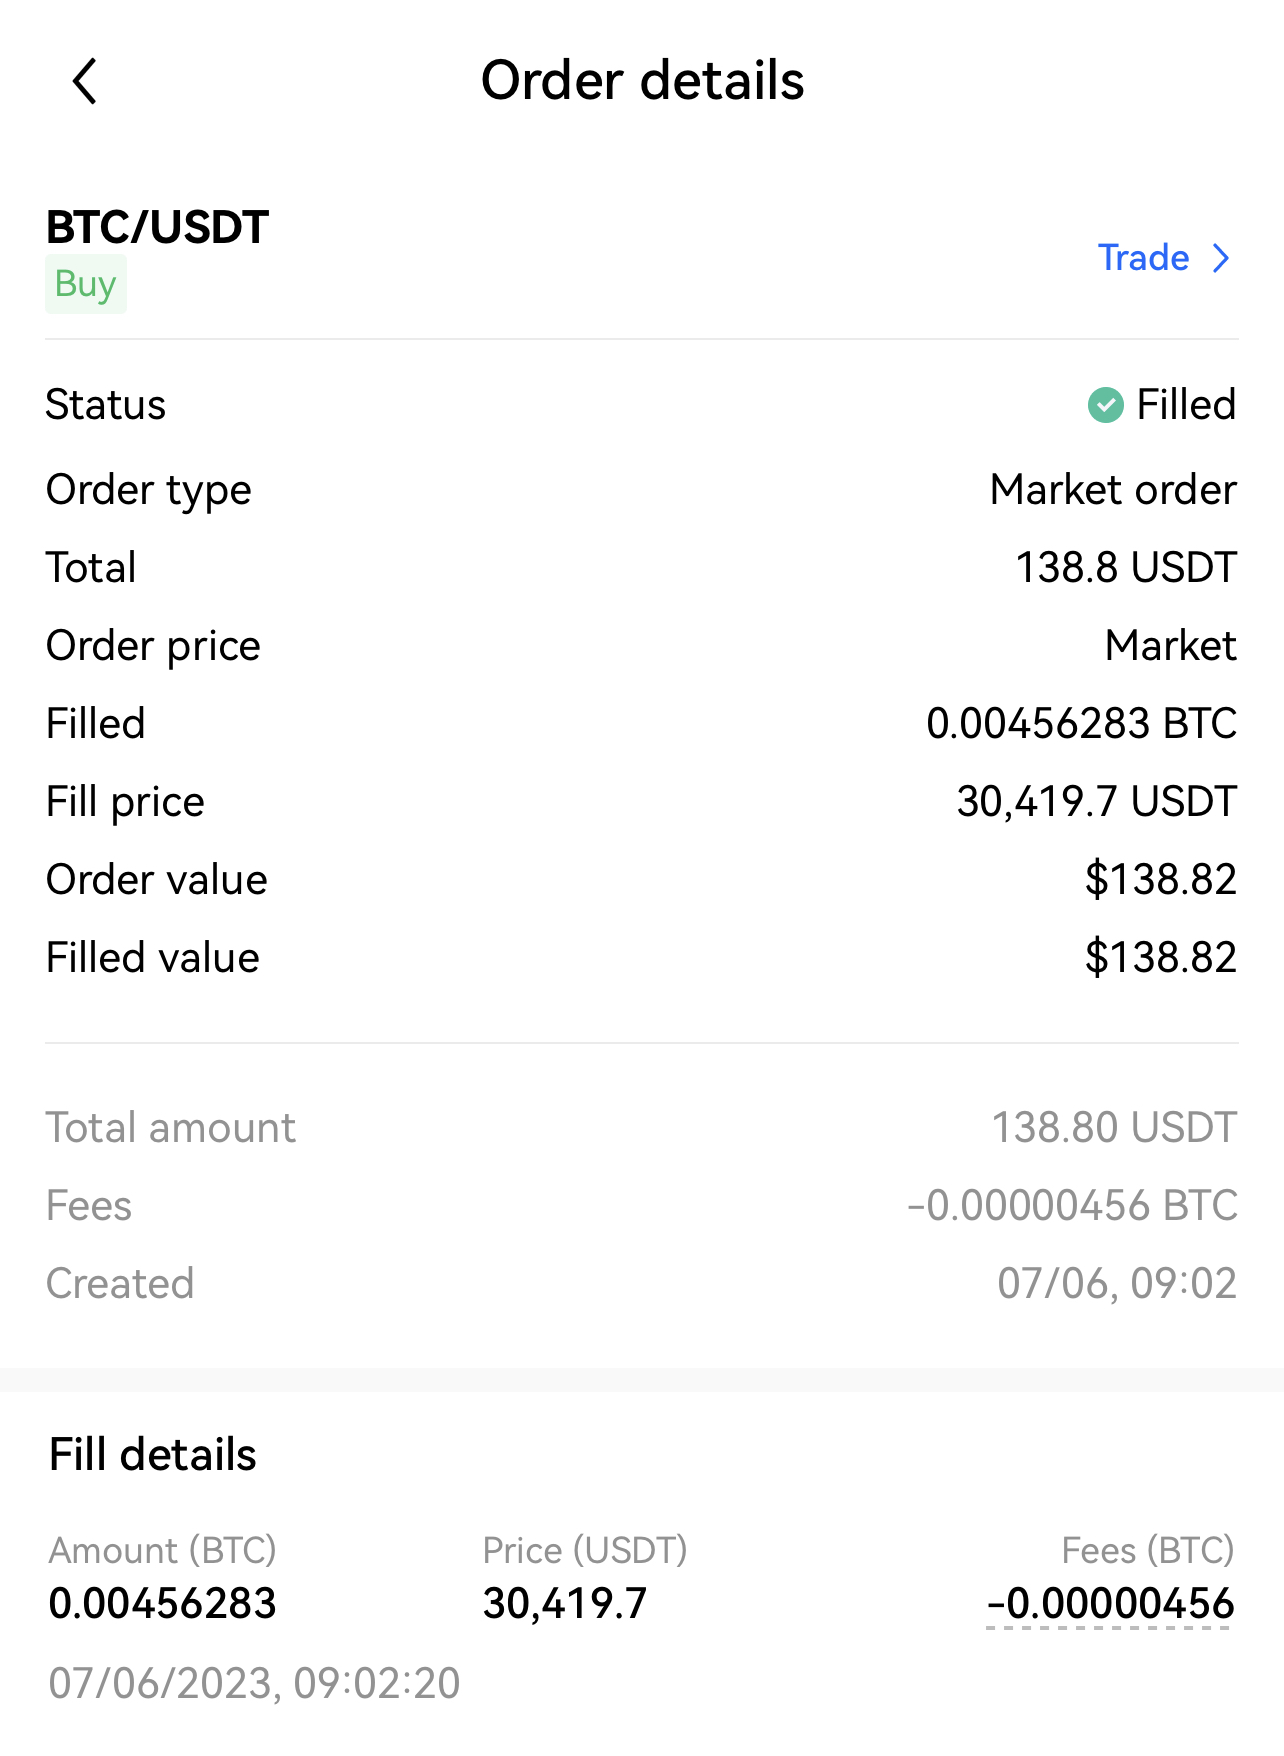 Order details
BTC/USDT
Buy
Trade
Status Filled
Order type Market order
Total 138.8 USDT
Order price Market
Filled 0.00456283 BTC
Fill price 30,419.7 USDT
Order value $138.82
Filled value $138.82
Total amount 138.80 USDT
Fees -0.00000456 BTC
Created 07/06, 09:02
Fill details
Amount (BTC) Price (USDT) Fees (BTC)
0.00456283 30,419.7 -0.00000456
07/06/2023, 09:02:20